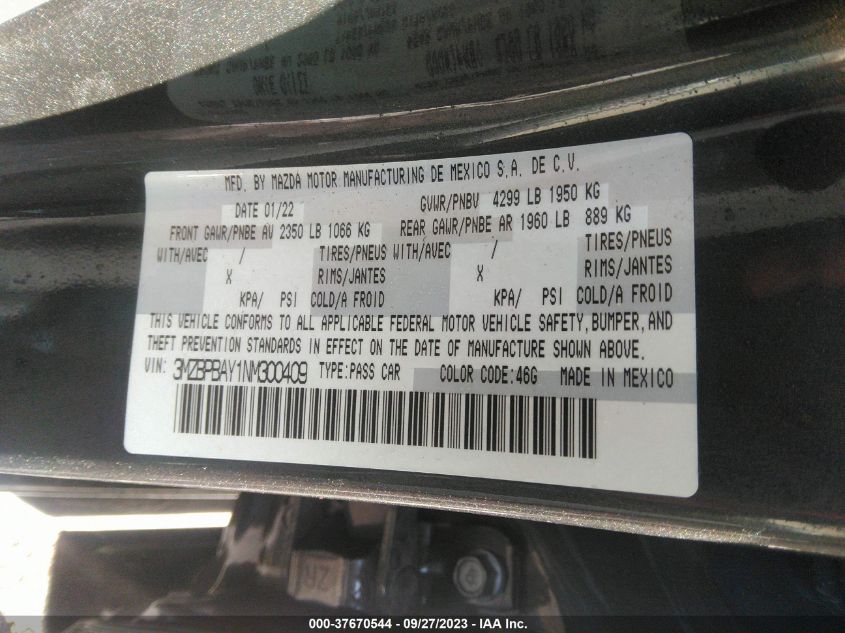 MFD. BY MAZDA MOTOR MANUFACTURING DE MEXICO S.A. DE C.V.
DATE 01/22 GVWR/PNBV 4299 LB 1950 KG
FRONT GAWR/PNBE AV 2350 LB 1066 KG REAR GAWR/PNBE AR 1960 LB 889 KG
WITH/AVEC / TIRES/PNEUS WITH/AVEC / TIRES/PNEUS
X RIMS/JANTES X RIMS/JANTES
KPA/ PSI COLD/A FROID KPA/ PSI COLD/A FROID
THIS VEHICLE CONFORMS TO ALL APPLICABLE FEDERAL MOTOR VEHICLE SAFETY, BUMPER, AND
THEFT PREVENTION STANDARDS IN EFFECT ON THE DATE OF MANUFACTURE SHOWN ABOVE.
VIN: 3MZBPBAY1NM300409 TYPE:PASS CAR COLOR CODE:46G MADE IN MEXICO
000-37670544 / 09/27/2023 / IAA Inc.